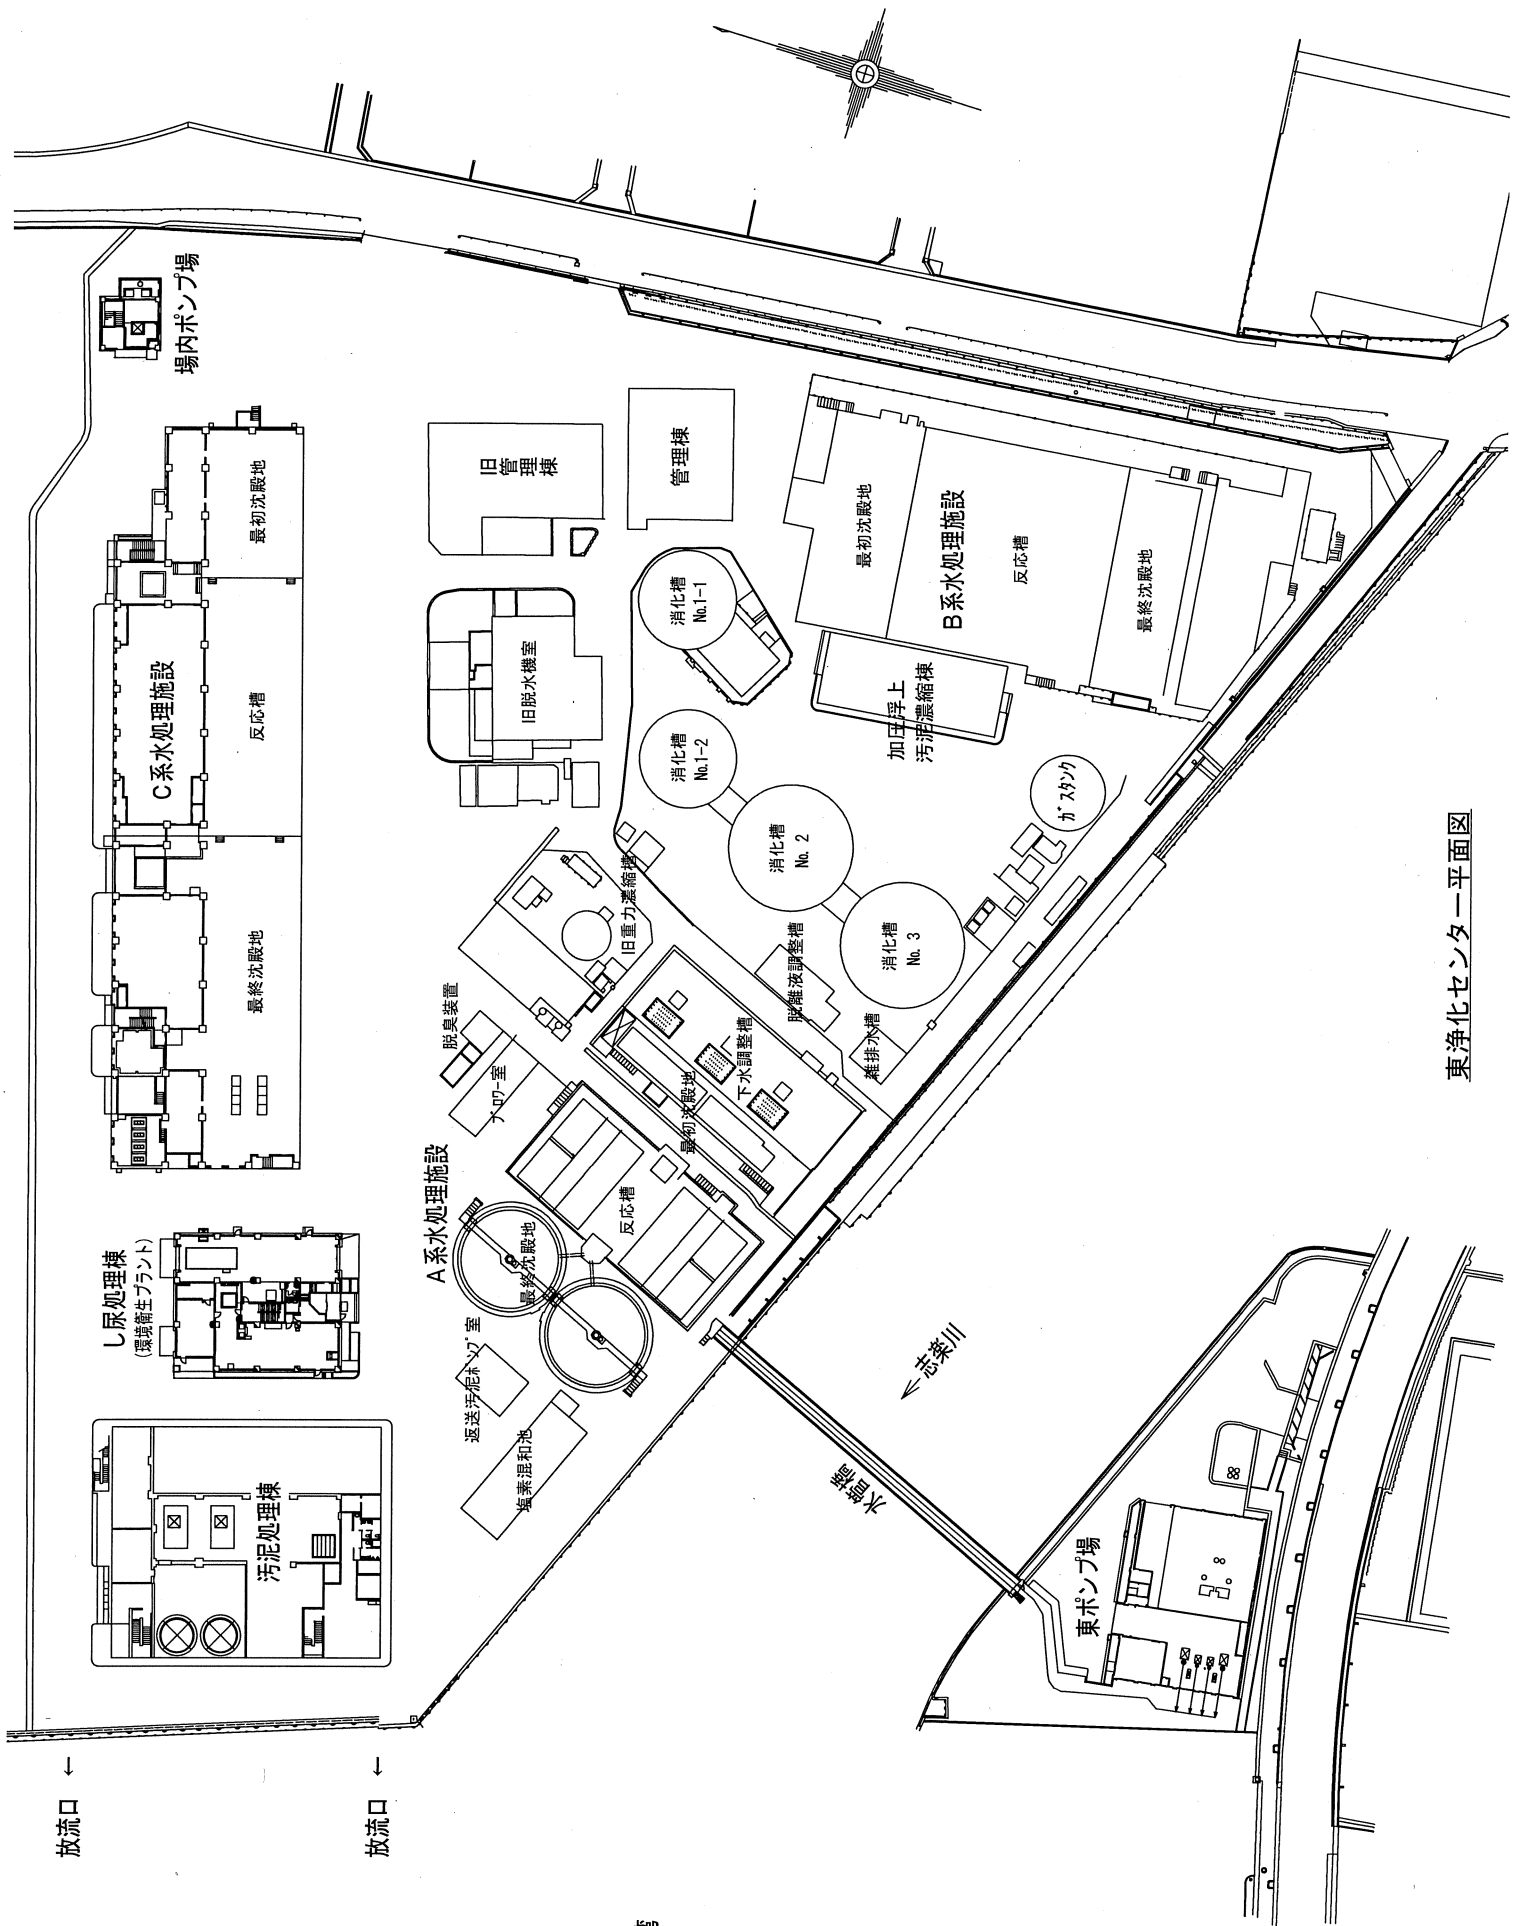 放流口 ←
放流口 ←
汚泥処理棟
し尿処理棟
(環境衛生プラント)
C系水処理施設
最終沈殿地
反応槽
最初沈殿地
場内ポンプ場
旧管理棟
管理棟
旧脱水機室
消化槽
No.1-1
消化槽
No.1-2
消化槽
No. 2
消化槽
No. 3
旧重力濃縮槽
脱臭装置
ブロワー室
A系水処理施設
最終沈殿地
反応槽
最初沈殿地
下水調整槽
脱離液調整槽
雑排水槽
返送汚泥ポンプ室
塩素混和池
加圧浮上
汚泥濃縮棟
ガスタンク
B系水処理施設
最初沈殿地
反応槽
最終沈殿地
←志楽川
水管橋
東ポンプ場
東浄化センター平面図